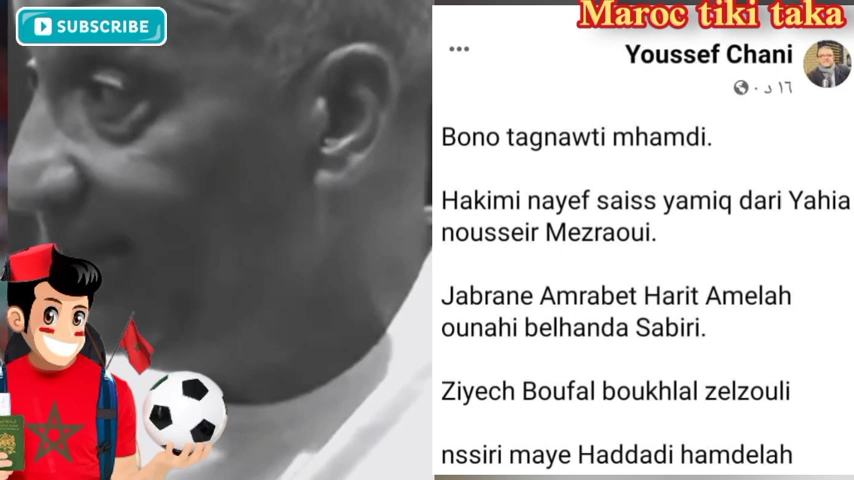 SUBSCRIBE
Maroc tiki taka
Youssef Chani
١٦ د ·
Bono tagnawti mhamdi.
Hakimi nayef saiss yamiq dari Yahia
nousseir Mezraoui.
Jabrane Amrabet Harit Amelah
ounahi belhanda Sabiri.
Ziyech Boufal boukhlal zelzouli
nssiri maye Haddadi hamdelah